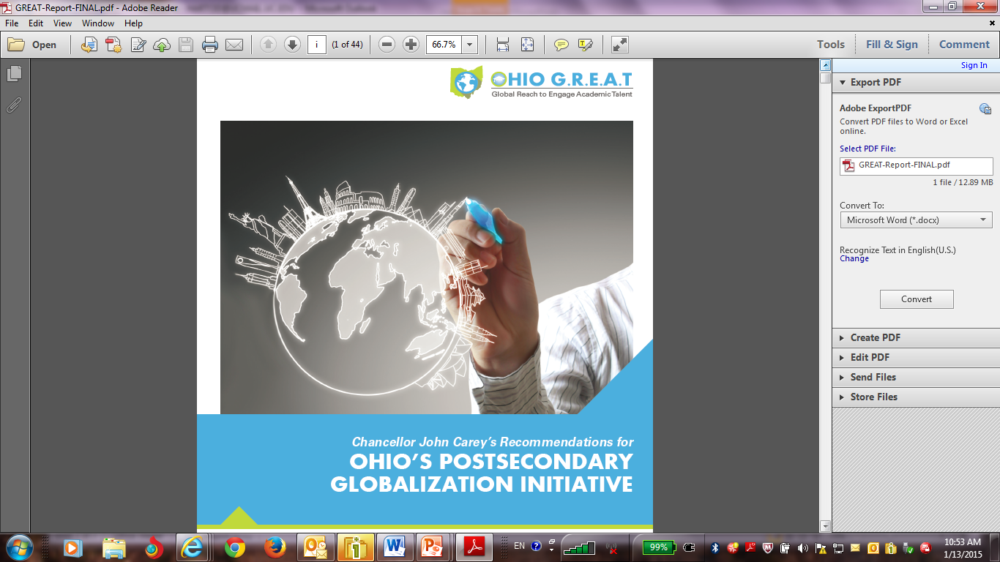 GREAT-Report-FINAL.pdf - Adobe Reader
File Edit View Window Help
Open i (1 of 44) 66.7% Tools Fill & Sign Comment
Sign In
Export PDF
Adobe ExportPDF
Convert PDF files to Word or Excel
online.
Select PDF File:
GREAT-Report-FINAL.pdf
1 file / 12.89 MB
Convert To:
Microsoft Word (*.docx)
Recognize Text in English(U.S.)
Change
Convert
Create PDF
Edit PDF
Send Files
Store Files
OHIO G.R.E.A.T
Global Reach to Engage Academic Talent
Chancellor John Carey's Recommendations for
OHIO'S POSTSECONDARY
GLOBALIZATION INITIATIVE
EN 99% 10:53 AM
1/13/2015